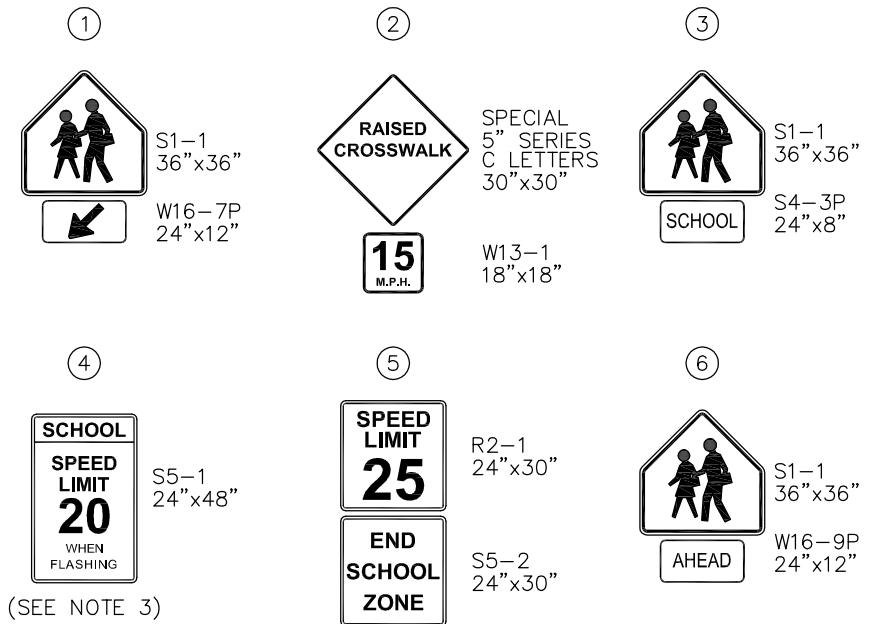 1
S1-1
36"x36"
W16-7P
24"x12"
2
RAISED
CROSSWALK
SPECIAL
5" SERIES
C LETTERS
30"x30"
15
M.P.H.
W13-1
18"x18"
3
S1-1
36"x36"
SCHOOL
S4-3P
24"x8"
4
SCHOOL
SPEED
LIMIT
20
WHEN
FLASHING
S5-1
24"x48"
(SEE NOTE 3)
5
SPEED
LIMIT
25
R2-1
24"x30"
END
SCHOOL
ZONE
S5-2
24"x30"
6
S1-1
36"x36"
AHEAD
W16-9P
24"x12"